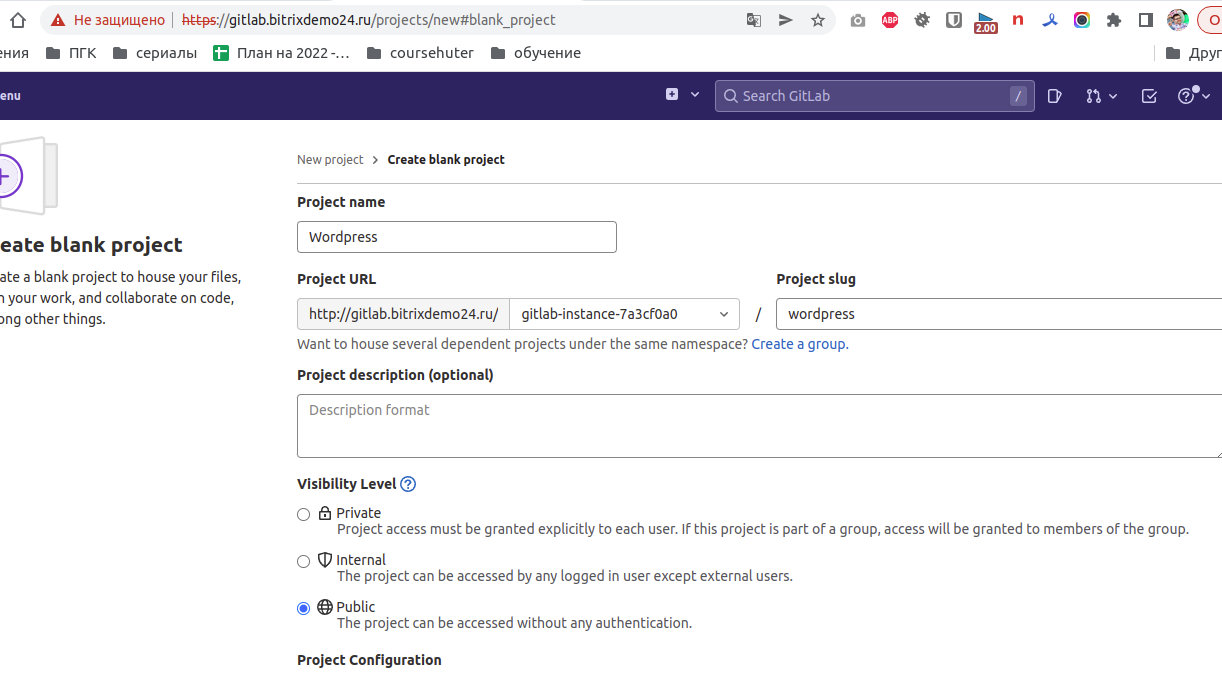 Не защищено https://gitlab.bitrixdemo24.ru/projects/new#blank_project ABP 2.00 n О
ения ПГК сериалы План на 2022 -... coursehuter обучение Друг
enu Search GitLab /
New project > Create blank project
Project name
Wordpress
eate blank project
ate a blank project to house your files,
n your work, and collaborate on code,
ong other things.
Project URL Project slug
http://gitlab.bitrixdemo24.ru/ gitlab-instance-7a3cf0a0 / wordpress
Want to house several dependent projects under the same namespace? Create a group.
Project description (optional)
Description format
Visibility Level ?
Private
Project access must be granted explicitly to each user. If this project is part of a group, access will be granted to members of the group.
Internal
The project can be accessed by any logged in user except external users.
Public
The project can be accessed without any authentication.
Project Configuration